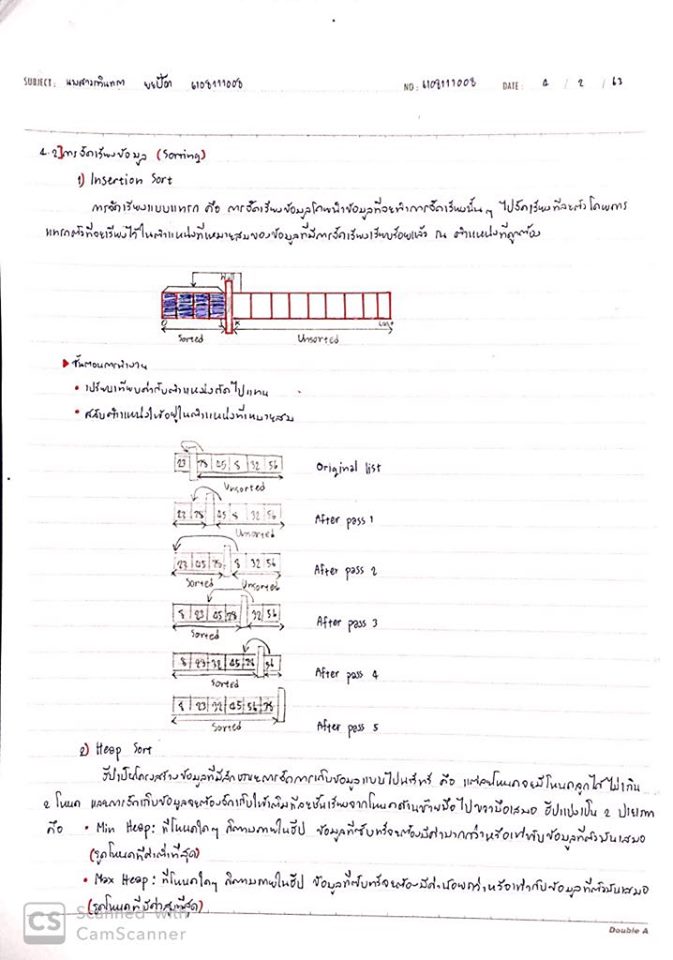 SUBJECT: 6108111008 NO: 6108111008 DATE: 4 / 2 / 63
4.2] การจัดเรียงข้อมูล (Sorting)
1) Insertion Sort
การจัดเรียงแบบแทรก คือ การจัดเรียงข้อมูลโดยนำข้อมูลที่จะทำการจัดเรียงนั้นๆ ไปจัดเรียงทีละตัว โดยการ
แทรกตัวที่จะเรียงไว้ในตำแหน่งที่เหมาะสมของข้อมูลที่มีการจัดเรียงเรียบร้อยแล้ว ณ ตำแหน่งที่ถูกต้อง
0 K
Sorted Unsorted
ขั้นตอนการทำงาน
• เปรียบเทียบค่ากับตำแหน่งถัดไปแทน
• สลับตำแหน่งให้อยู่ในตำแหน่งที่เหมาะสม
23 78 45 8 32 56 Original list
Unsorted
23 78 45 8 32 56 After pass 1
Unsorted
23 45 78 8 32 56 After pass 2
Sorted Unsorted
8 23 45 78 32 56 After pass 3
Sorted
8 23 32 45 78 56 After pass 4
Sorted
8 23 32 45 56 78 After pass 5
Sorted
2) Heap Sort
ฮีปเป็นโครงสร้างข้อมูลที่มีลักษณะการจัดการเก็บข้อมูลแบบไบนารีทรี คือ แต่ละโหนดจะมีโหนดลูกได้ไม่เกิน
2 โหนด และการจัดเก็บข้อมูลจะต้องจัดเก็บให้เต็มทีละชั้นเรียงจากโหนดด้านซ้ายมือไปขวามือเสมอ ฮีปแบ่งเป็น 2 ประเภท
คือ • Min Heap: ที่โหนดใดๆ ก็ตามภายในฮีป ข้อมูลที่ซับทรีจะต้องมีค่ามากกว่าหรือเท่ากับข้อมูลที่ตัวมันเสมอ
(รูทโหนดมีค่าต่ำที่สุด)
• Max Heap: ที่โหนดใดๆ ก็ตามภายในฮีป ข้อมูลที่ซับทรีจะต้องมีค่าน้อยกว่าหรือเท่ากับข้อมูลที่ตัวมันเสมอ
(รูทโหนดมีค่าสูงที่สุด)
CS Scanned with
CamScanner
Double A